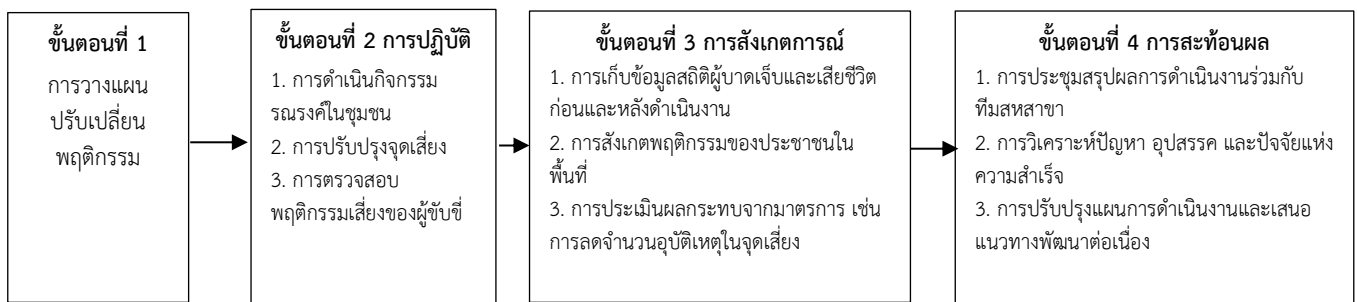 ขั้นตอนที่ 1
การวางแผน
ปรับเปลี่ยน
พฤติกรรม
ขั้นตอนที่ 2 การปฏิบัติ
1. การดำเนินกิจกรรม
รณรงค์ในชุมชน
2. การปรับปรุงจุดเสี่ยง
3. การตรวจสอบ
พฤติกรรมเสี่ยงของผู้ขับขี่
ขั้นตอนที่ 3 การสังเกตการณ์
1. การเก็บข้อมูลสถิติผู้บาดเจ็บและเสียชีวิต
ก่อนและหลังดำเนินงาน
2. การสังเกตพฤติกรรมของประชาชนใน
พื้นที่
3. การประเมินผลกระทบจากมาตรการ เช่น
การลดจำนวนอุบัติเหตุในจุดเสี่ยง
ขั้นตอนที่ 4 การสะท้อนผล
1. การประชุมสรุปผลการดำเนินงานร่วมกับ
ทีมสหสาขา
2. การวิเคราะห์ปัญหา อุปสรรค และปัจจัยแห่ง
ความสำเร็จ
3. การปรับปรุงแผนการดำเนินงานและเสนอ
แนวทางพัฒนาต่อเนื่อง